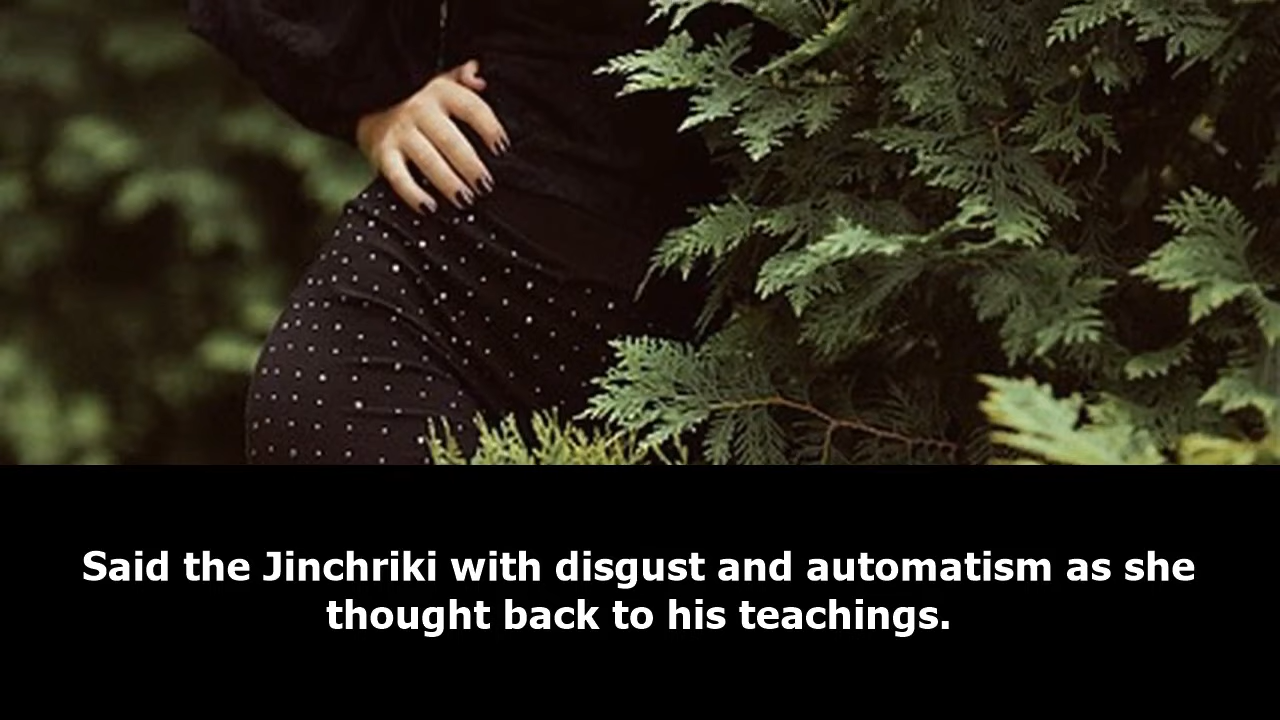 Said the Jinchriki with disgust and automatism as she
thought back to his teachings.